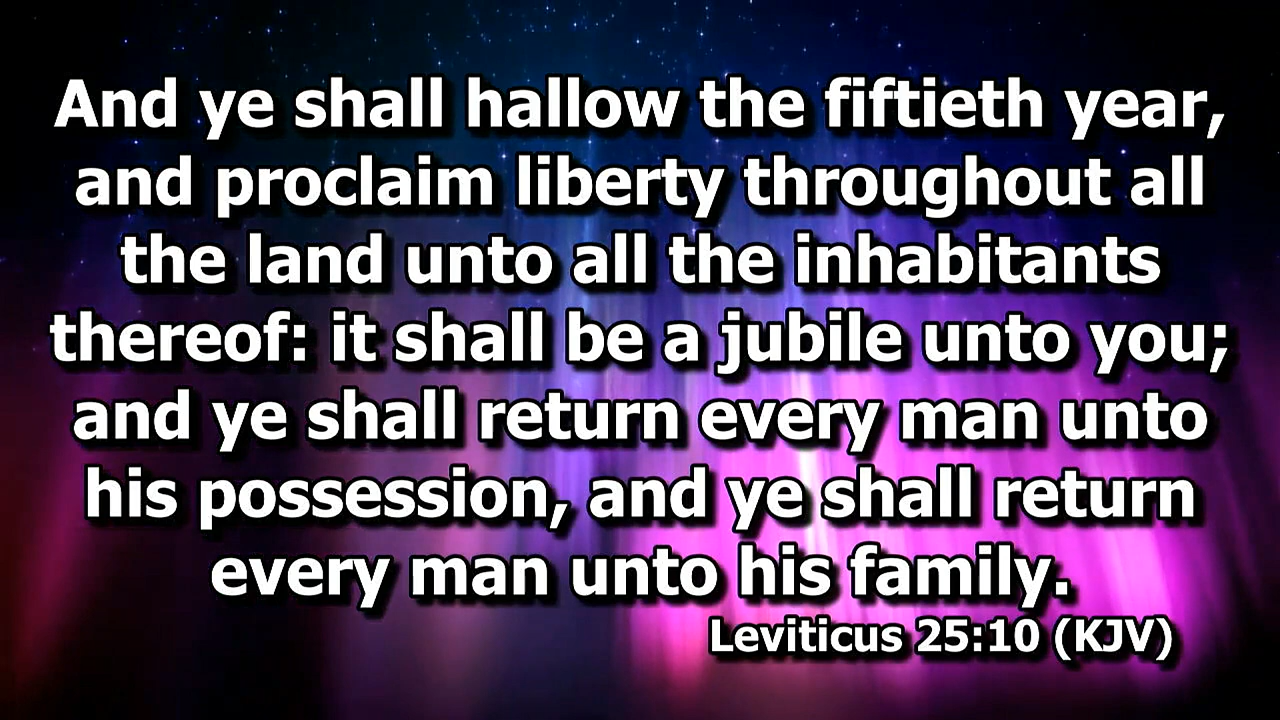 And ye shall hallow the fiftieth year,
and proclaim liberty throughout all
the land unto all the inhabitants
thereof: it shall be a jubile unto you;
and ye shall return every man unto
his possession, and ye shall return
every man unto his family.
Leviticus 25:10 (KJV)